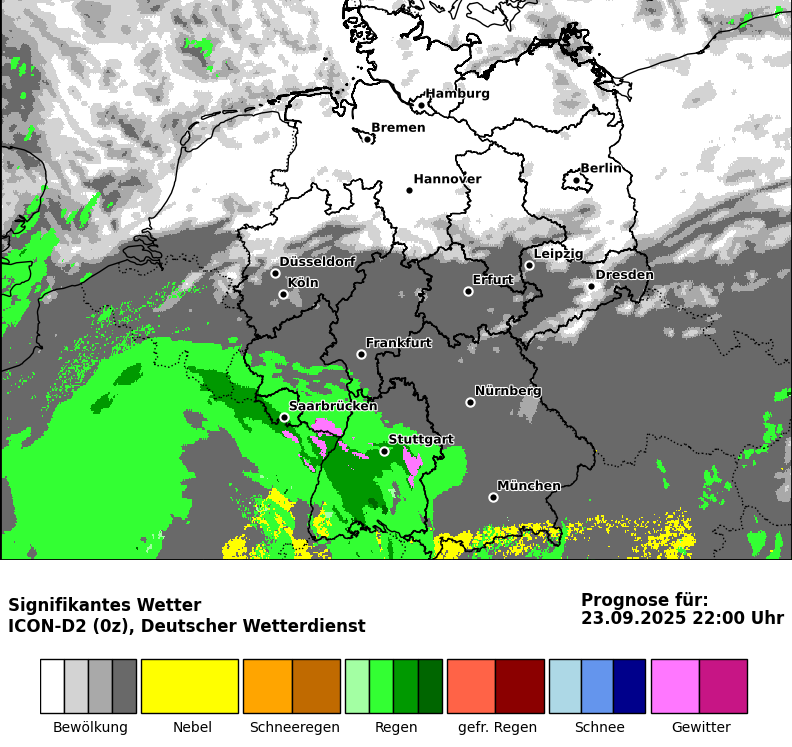 Hamburg
Bremen
Berlin
Hannover
Leipzig
Düsseldorf
Dresden
Köln
Erfurt
Frankfurt
Nürnberg
Saarbrücken
Stuttgart
München
Signifikantes Wetter
ICON-D2 (0z), Deutscher Wetterdienst
Prognose für:
23.09.2025 22:00 Uhr
Bewölkung Nebel Schneeregen Regen gefr. Regen Schnee Gewitter